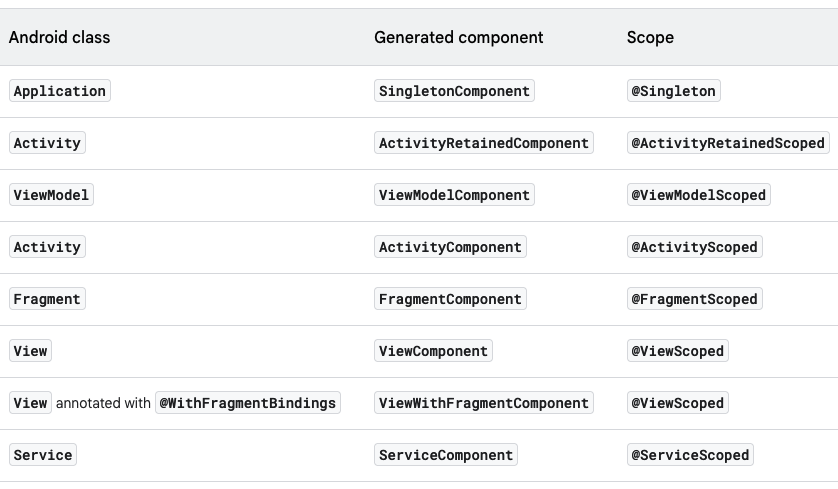 Android class Generated component Scope
Application SingletonComponent @Singleton
Activity ActivityRetainedComponent @ActivityRetainedScoped
ViewModel ViewModelComponent @ViewModelScoped
Activity ActivityComponent @ActivityScoped
Fragment FragmentComponent @FragmentScoped
View ViewComponent @ViewScoped
View annotated with @WithFragmentBindings ViewWithFragmentComponent @ViewScoped
Service ServiceComponent @ServiceScoped